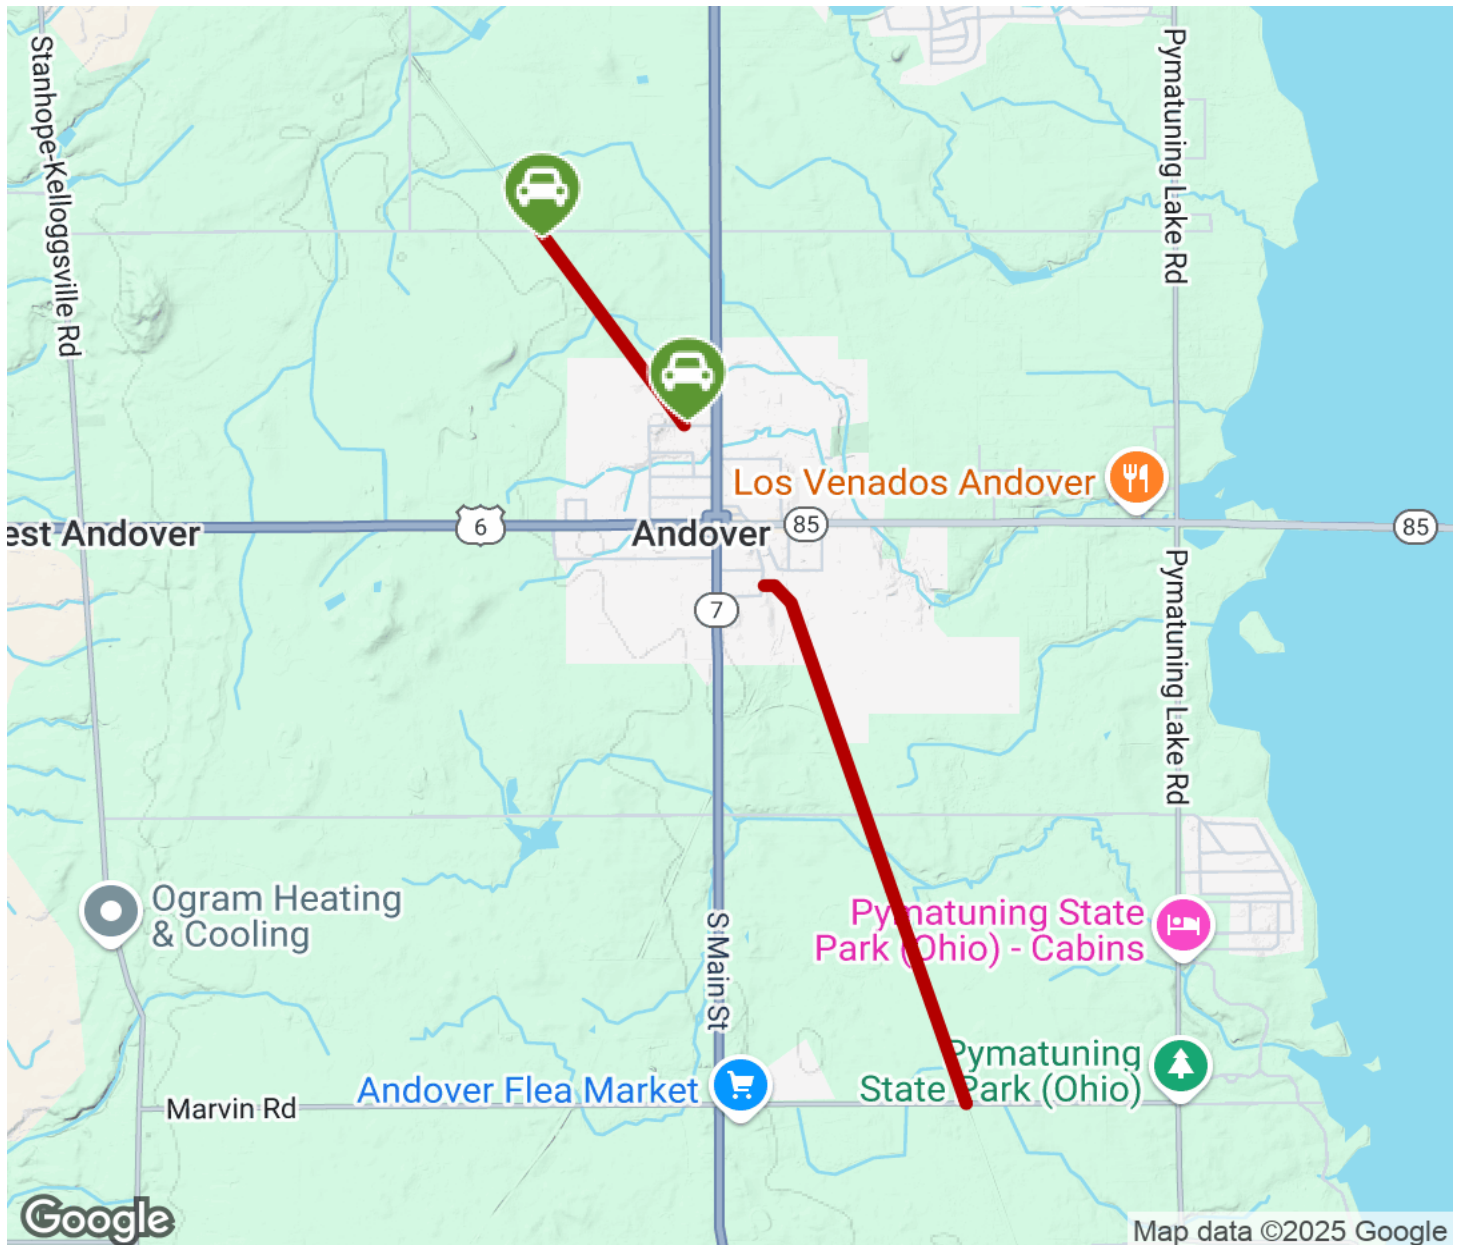 Stanhope-Kelloggsville Rd
Pymatuning Lake Rd
Los Venados Andover
est Andover
6
Andover
85
85
7
Pymatuning Lake Rd
Ogram Heating
& Cooling
Pymatuning State
Park (Ohio) - Cabins
S Main St
Pymatuning
State Park (Ohio)
Andover Flea Market
Marvin Rd
Google
Map data ©2025 Google